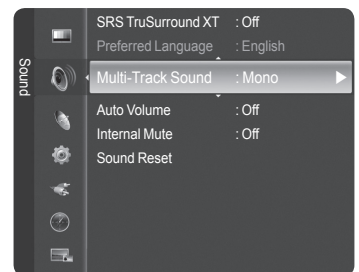 Sound
SRS TruSurround XT : Off
Preferred Language : English
Multi-Track Sound : Mono
Auto Volume : Off
Internal Mute : Off
Sound Reset